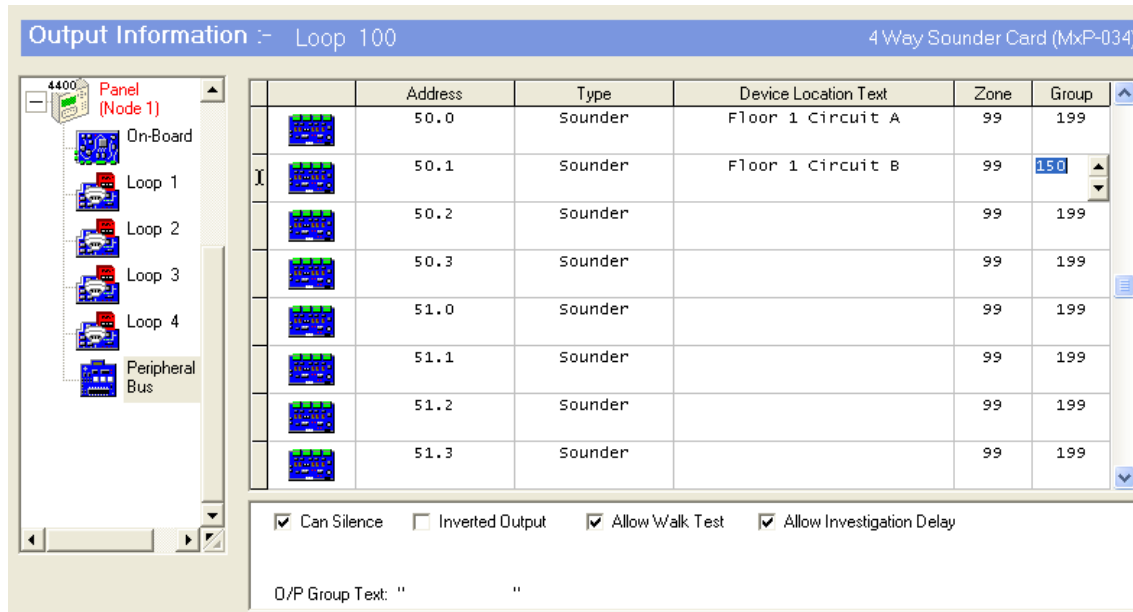 Output Information :- Loop 100 4 Way Sounder Card (MxP-034)
4400 Panel
(Node 1)
On-Board
Loop 1
Loop 2
Loop 3
Loop 4
Peripheral
Bus
Address Type Device Location Text Zone Group
50.0 Sounder Floor 1 Circuit A 99 199
50.1 Sounder Floor 1 Circuit B 99 150
50.2 Sounder 99 199
50.3 Sounder 99 199
51.0 Sounder 99 199
51.1 Sounder 99 199
51.2 Sounder 99 199
51.3 Sounder 99 199
Can Silence Inverted Output Allow Walk Test Allow Investigation Delay
O/P Group Text: " "